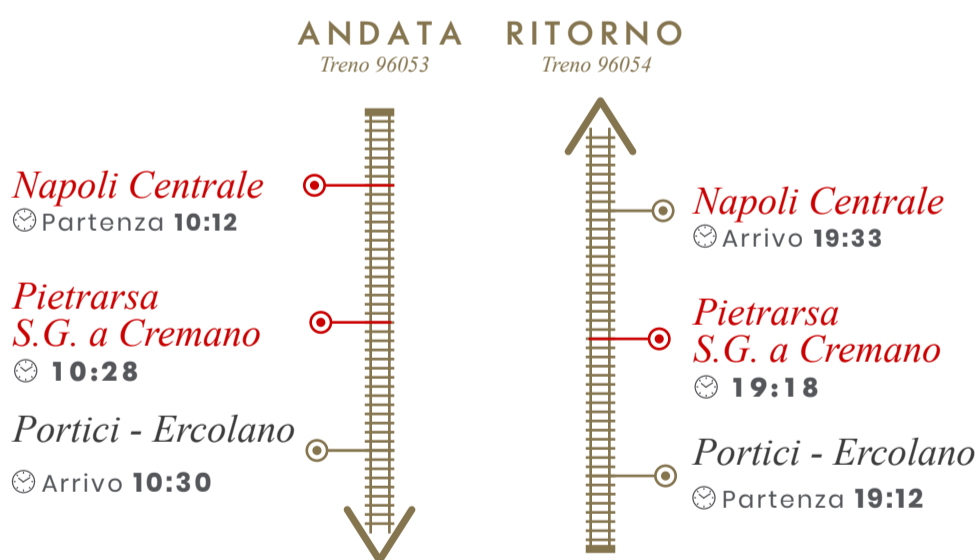 ANDATA
Treno 96053
Napoli Centrale
Partenza 10:12
Pietrarsa
S.G. a Cremano
10:28
Portici - Ercolano
Arrivo 10:30
RITORNO
Treno 96054
Napoli Centrale
Arrivo 19:33
Pietrarsa
S.G. a Cremano
19:18
Portici - Ercolano
Partenza 19:12